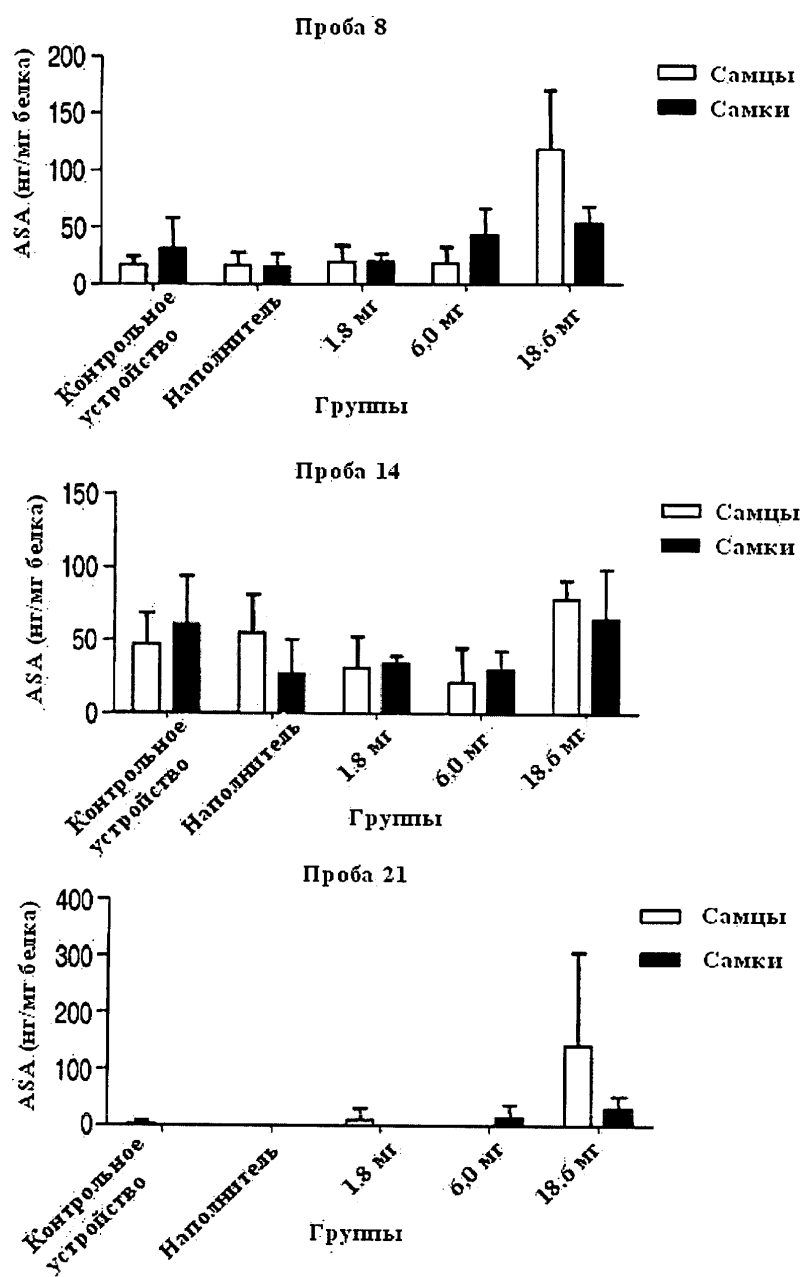 Проба 8
ASA (нг/мг белка)
200
150
100
50
0
Самцы
Самки
Контрольное
устройство
Наполнитель
1.8 мг
6,0 мг
18.6 мг
Группы
Проба 14
ASA (нг/мг белка)
150
100
50
0
Самцы
Самки
Контрольное
устройство
Наполнитель
1.8 мг
6,0 мг
18.6 мг
Группы
Проба 21
ASA (нг/мг белка)
400
300
200
100
0
Самцы
Самки
Контрольное
устройство
Наполнитель
1.8 мг
6,0 мг
18.6 мг
Группы